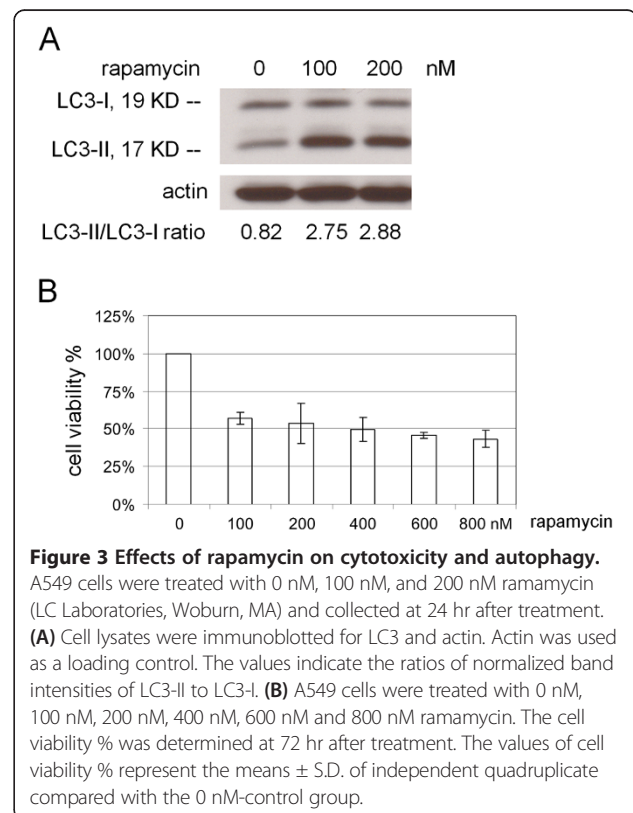 A
rapamycin 0 100 200 nM
LC3-I, 19 KD --
LC3-II, 17 KD --
actin
LC3-II/LC3-I ratio 0.82 2.75 2.88
B
125%
100%
75%
50%
25%
0%
cell viability %
0 100 200 400 600 800 nM rapamycin
Figure 3 Effects of rapamycin on cytotoxicity and autophagy.
A549 cells were treated with 0 nM, 100 nM, and 200 nM ramamycin
(LC Laboratories, Woburn, MA) and collected at 24 hr after treatment.
(A) Cell lysates were immunoblotted for LC3 and actin. Actin was used
as a loading control. The values indicate the ratios of normalized band
intensities of LC3-II to LC3-I. (B) A549 cells were treated with 0 nM,
100 nM, 200 nM, 400 nM, 600 nM and 800 nM ramamycin. The cell
viability % was determined at 72 hr after treatment. The values of cell
viability % represent the means ± S.D. of independent quadruplicate
compared with the 0 nM-control group.